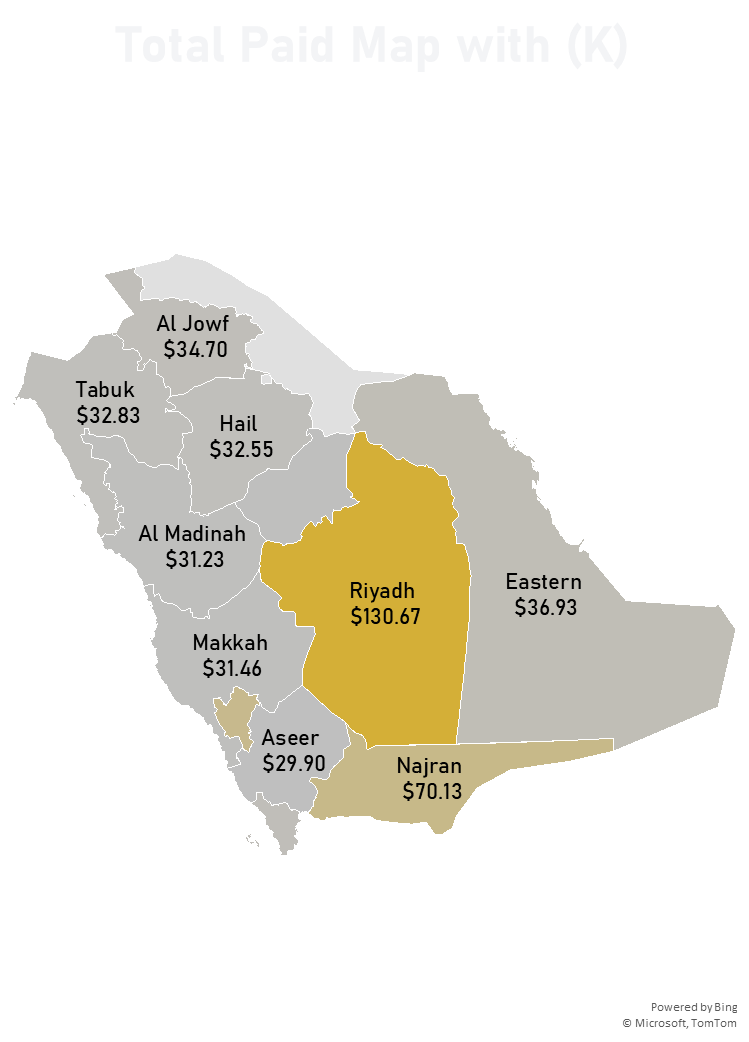 Total Paid Map with (K)
Al Jowf
$34.70
Tabuk
$32.83
Hail
$32.55
Al Madinah
$31.23
Riyadh
$130.67
Eastern
$36.93
Makkah
$31.46
Aseer
$29.90
Najran
$70.13
Powered by Bing
© Microsoft, TomTom